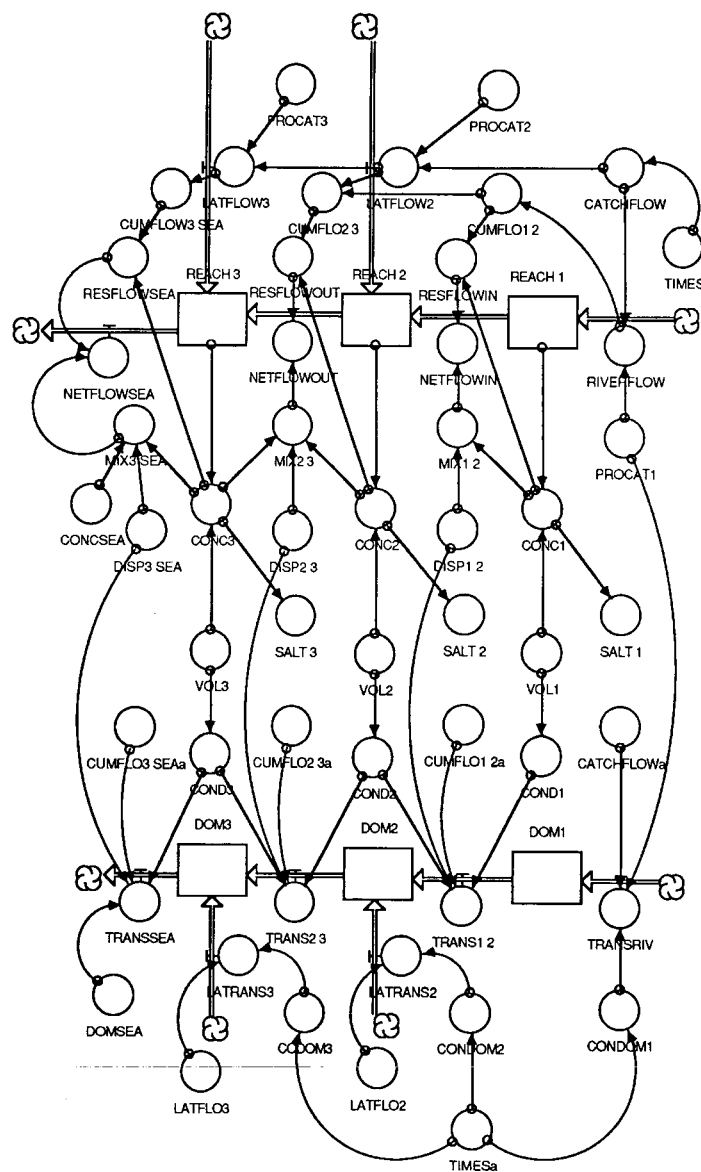 PROCAT3
PROCAT2
LATFLOW3
LATFLOW2
CATCHFLOW
CUMFLOW3 SEA
CUMFLO2 3
CUMFLO1 2
TIMES
REACH 3
REACH 2
REACH 1
RESFLOWSEA
RESFLOWOUT
RESFLOWIN
NETFLOWSEA
NETFLOWOUT
NETFLOWIN
RIVERFLOW
MIX3 SEA
MIX2 3
MIX1 2
PROCAT1
CONCSEA
DISP3 SEA
CONC3
DISP2 3
CONC2
DISP1 2
CONC1
SALT 3
SALT 2
SALT 1
VOL3
VOL2
VOL1
CUMFLO3 SEAa
COND3
CUMFLO2 3a
COND2
CUMFLO1 2a
COND1
CATCHFLOWa
DOM3
DOM2
DOM1
TRANSSEA
TRANS2 3
TRANS1 2
TRANSRIV
LATRANS3
LATRANS2
DOMSEA
CODOM3
CONDOM2
CONDOM1
LATFLO3
LATFLO2
TIMESa